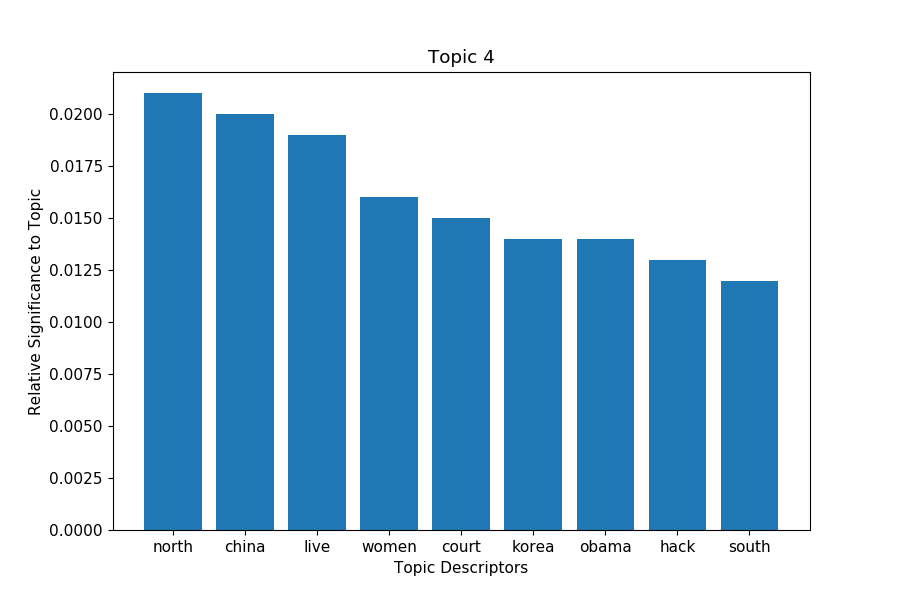 Topic 4
Relative Significance to Topic
0.0200
0.0175
0.0150
0.0125
0.0100
0.0075
0.0050
0.0025
0.0000
north china live women court korea obama hack south
Topic Descriptors